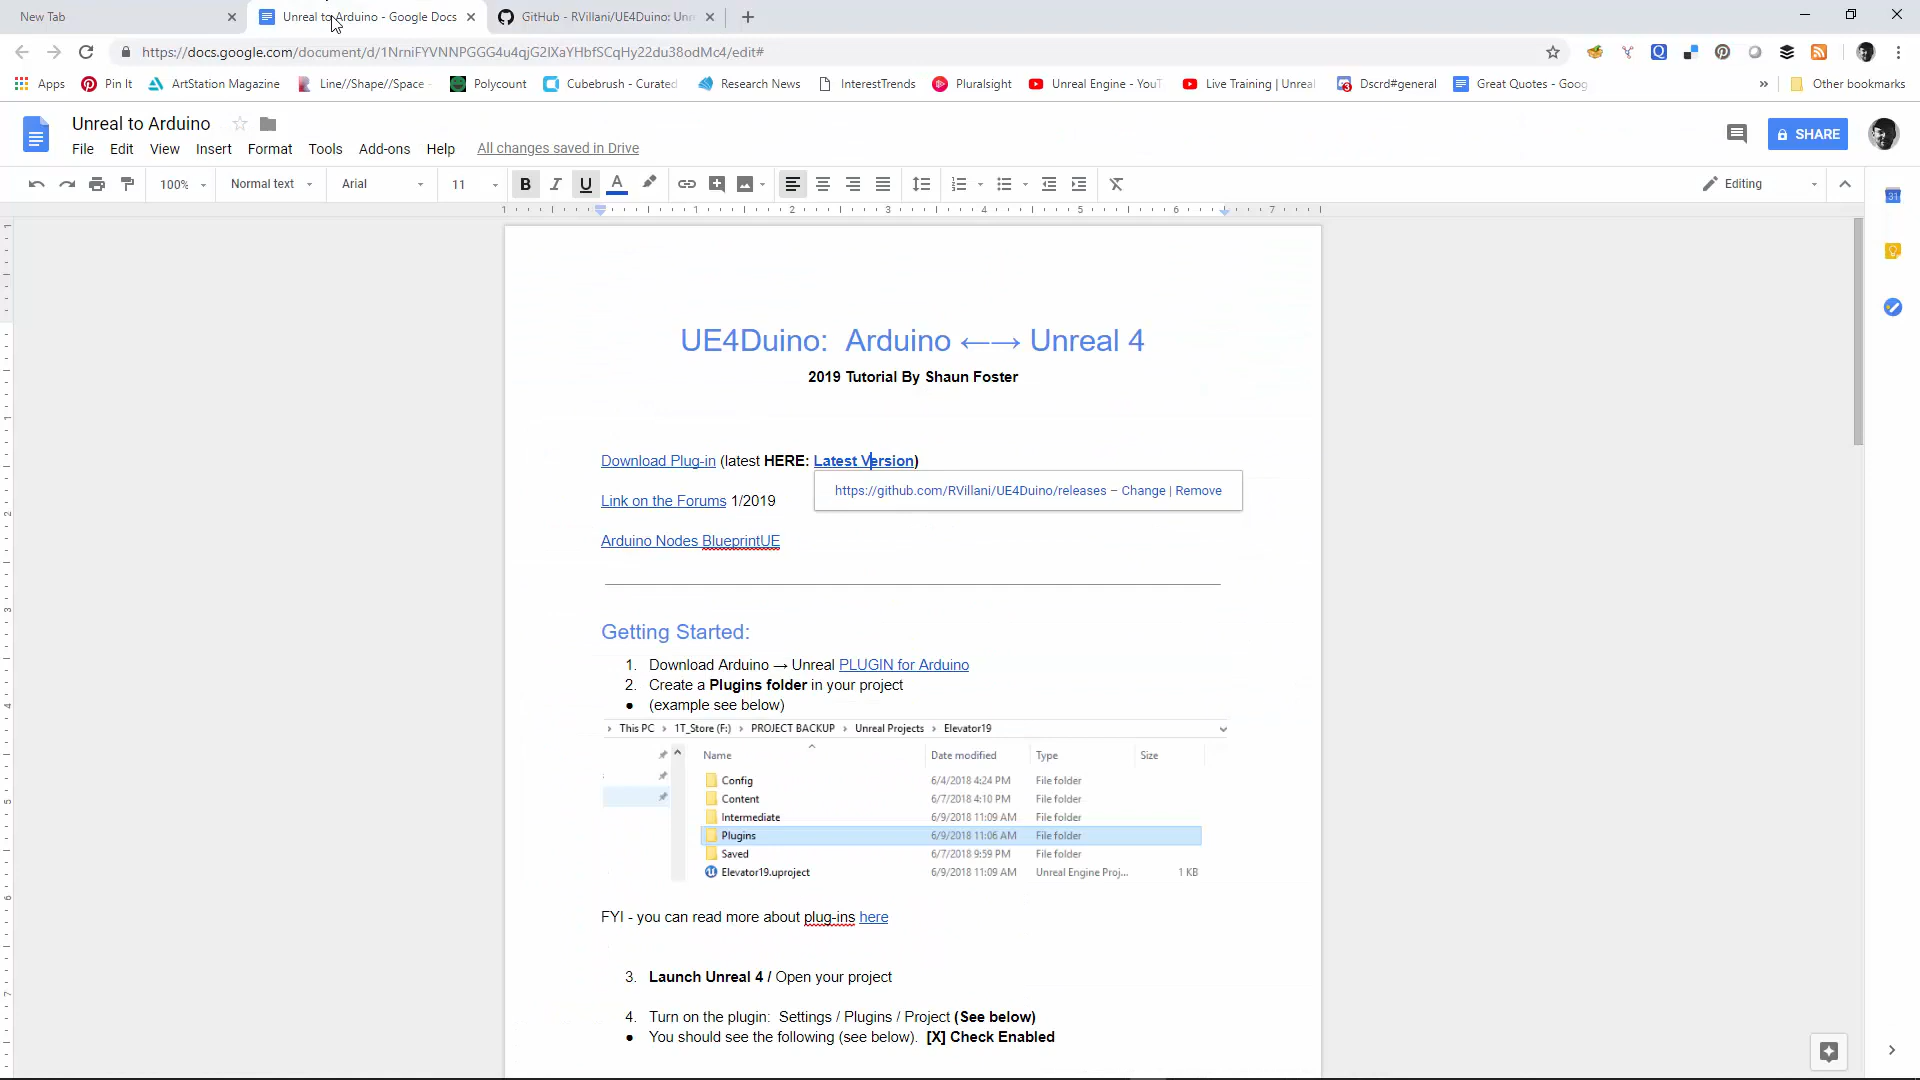 New Tab
Unreal to Arduino - Google Docs
GitHub - RVillani/UE4Duino: Unr
https://docs.google.com/document/d/1NrniFYVNNPGGG4u4qjG2IXaYHbfSCqHy22du38odMc4/edit#
Apps
Pin It
ArtStation Magazine
Line//Shape//Space
Polycount
Cubebrush - Curated
Research News
InterestTrends
Pluralsight
Unreal Engine - YouT
Live Training | Unreal
3
Dscrd#general
Great Quotes - Goog
»
Other bookmarks
Unreal to Arduino
SHARE
File Edit View Insert Format Tools Add-ons Help All changes saved in Drive
100% Normal text Arial 11 B I U A Editing
1 1 2 3 4 5 6 7
31
UE4Duino: Arduino ←→ Unreal 4
2019 Tutorial By Shaun Foster
Download Plug-in (latest HERE: Latest Version)
https://github.com/RVillani/UE4Duino/releases – Change | Remove
Link on the Forums 1/2019
Arduino Nodes BlueprintUE
Getting Started:
1. Download Arduino → Unreal PLUGIN for Arduino
2. Create a Plugins folder in your project
● (example see below)
› This PC › 1T_Store (F:) › PROJECT BACKUP › Unreal Projects › Elevator19
Name Date modified Type Size
Config 6/4/2018 4:24 PM File folder
Content 6/7/2018 4:10 PM File folder
Intermediate 6/9/2018 11:09 AM File folder
Plugins 6/9/2018 11:06 AM File folder
Saved 6/7/2018 9:59 PM File folder
Elevator19.uproject 6/9/2018 11:09 AM Unreal Engine Proj... 1 KB
FYI - you can read more about plug-ins here
3. Launch Unreal 4 / Open your project
4. Turn on the plugin: Settings / Plugins / Project (See below)
● You should see the following (see below). [X] Check Enabled